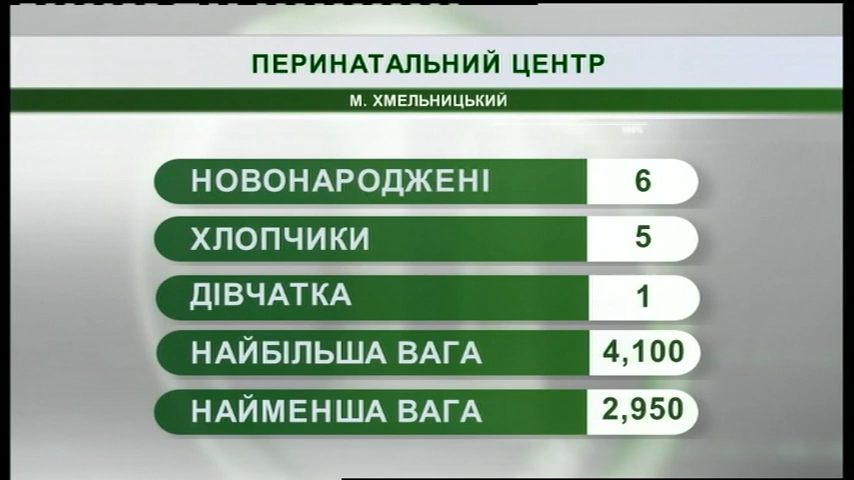 ПЕРИНАТАЛЬНИЙ ЦЕНТР
М. ХМЕЛЬНИЦЬКИЙ
НОВОНАРОДЖЕНІ 6
ХЛОПЧИКИ 5
ДІВЧАТКА 1
НАЙБІЛЬША ВАГА 4,100
НАЙМЕНША ВАГА 2,950